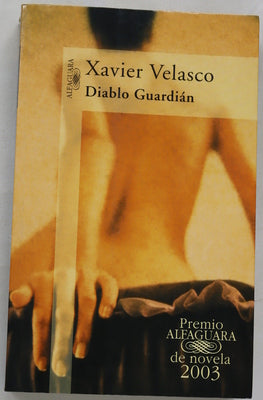 Xavier Velasco
Diablo Guardián
ALFAGUARA
Premio
ALFAGUARA
de novela
2003